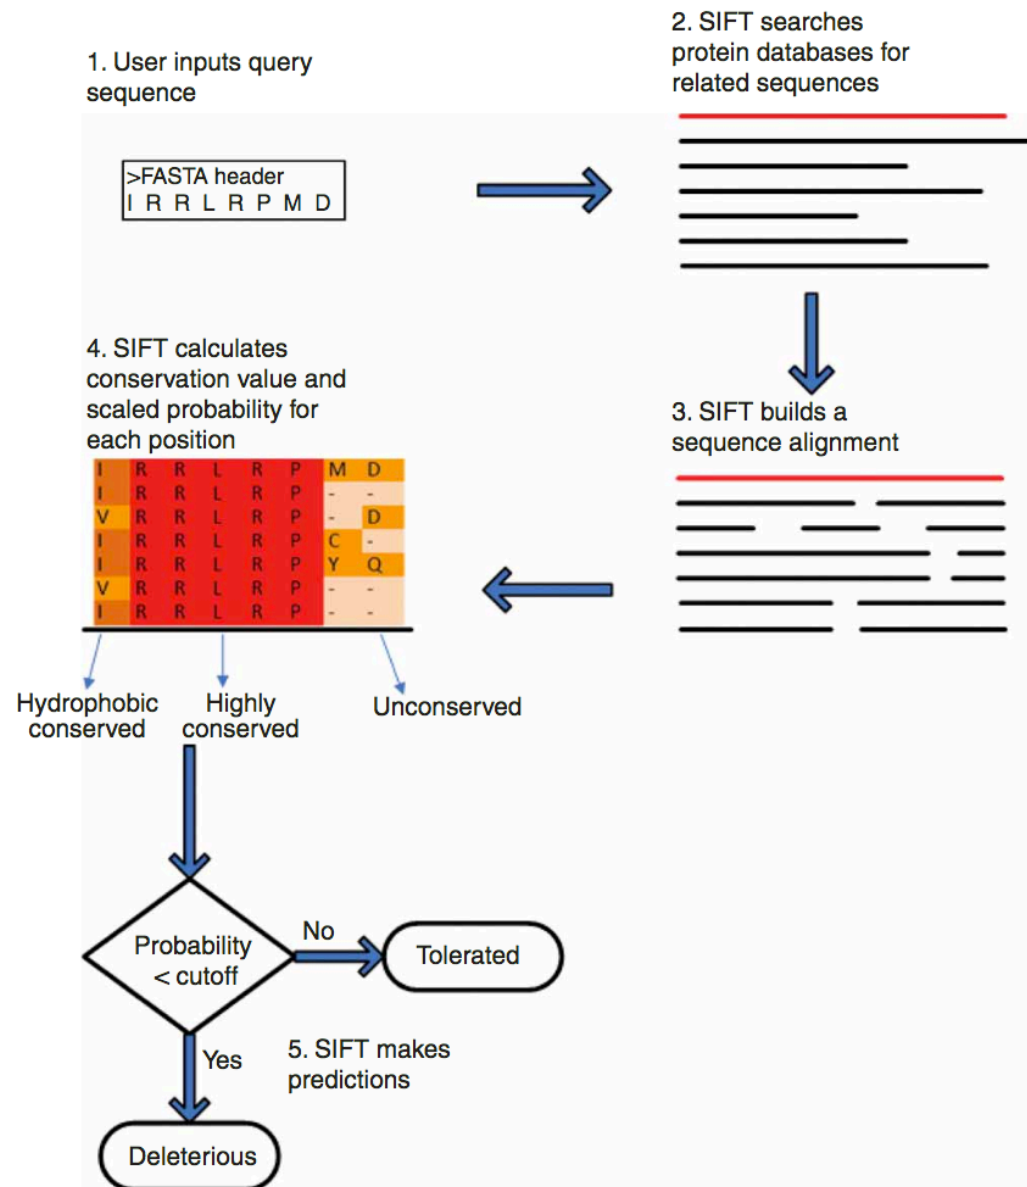 1. User inputs query
sequence
>FASTA header
I R R L R P M D
2. SIFT searches
protein databases for
related sequences
3. SIFT builds a
sequence alignment
4. SIFT calculates
conservation value and
scaled probability for
each position
I R R L R P M D
I R R L R P - -
V R R L R P - D
I R R L R P C -
I R R L R P Y Q
V R R L R P - -
I R R L R P - -
Hydrophobic
conserved
Highly
conserved
Unconserved
Probability
< cutoff
No
Tolerated
Yes
5. SIFT makes
predictions
Deleterious